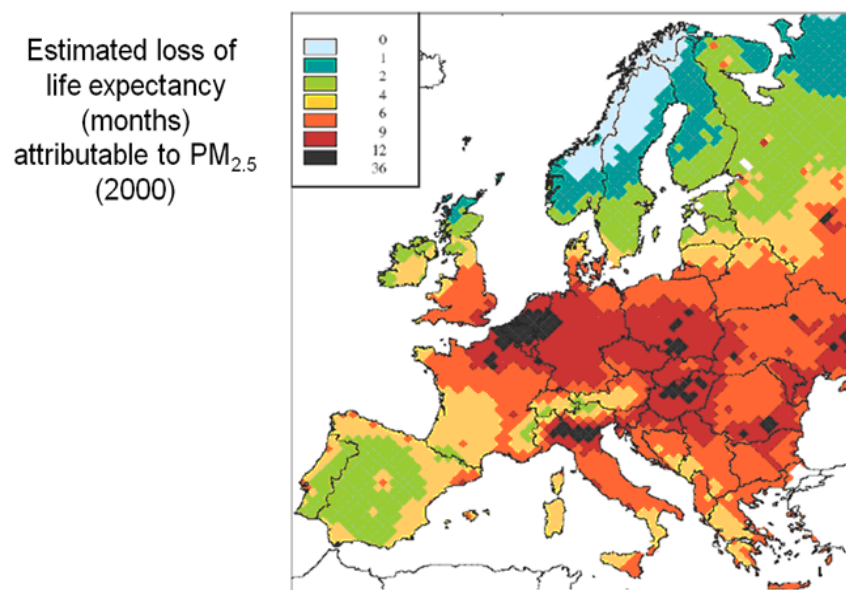 Estimated loss of
life expectancy
(months)
attributable to PM2.5
(2000)
0
1
2
4
6
9
12
36